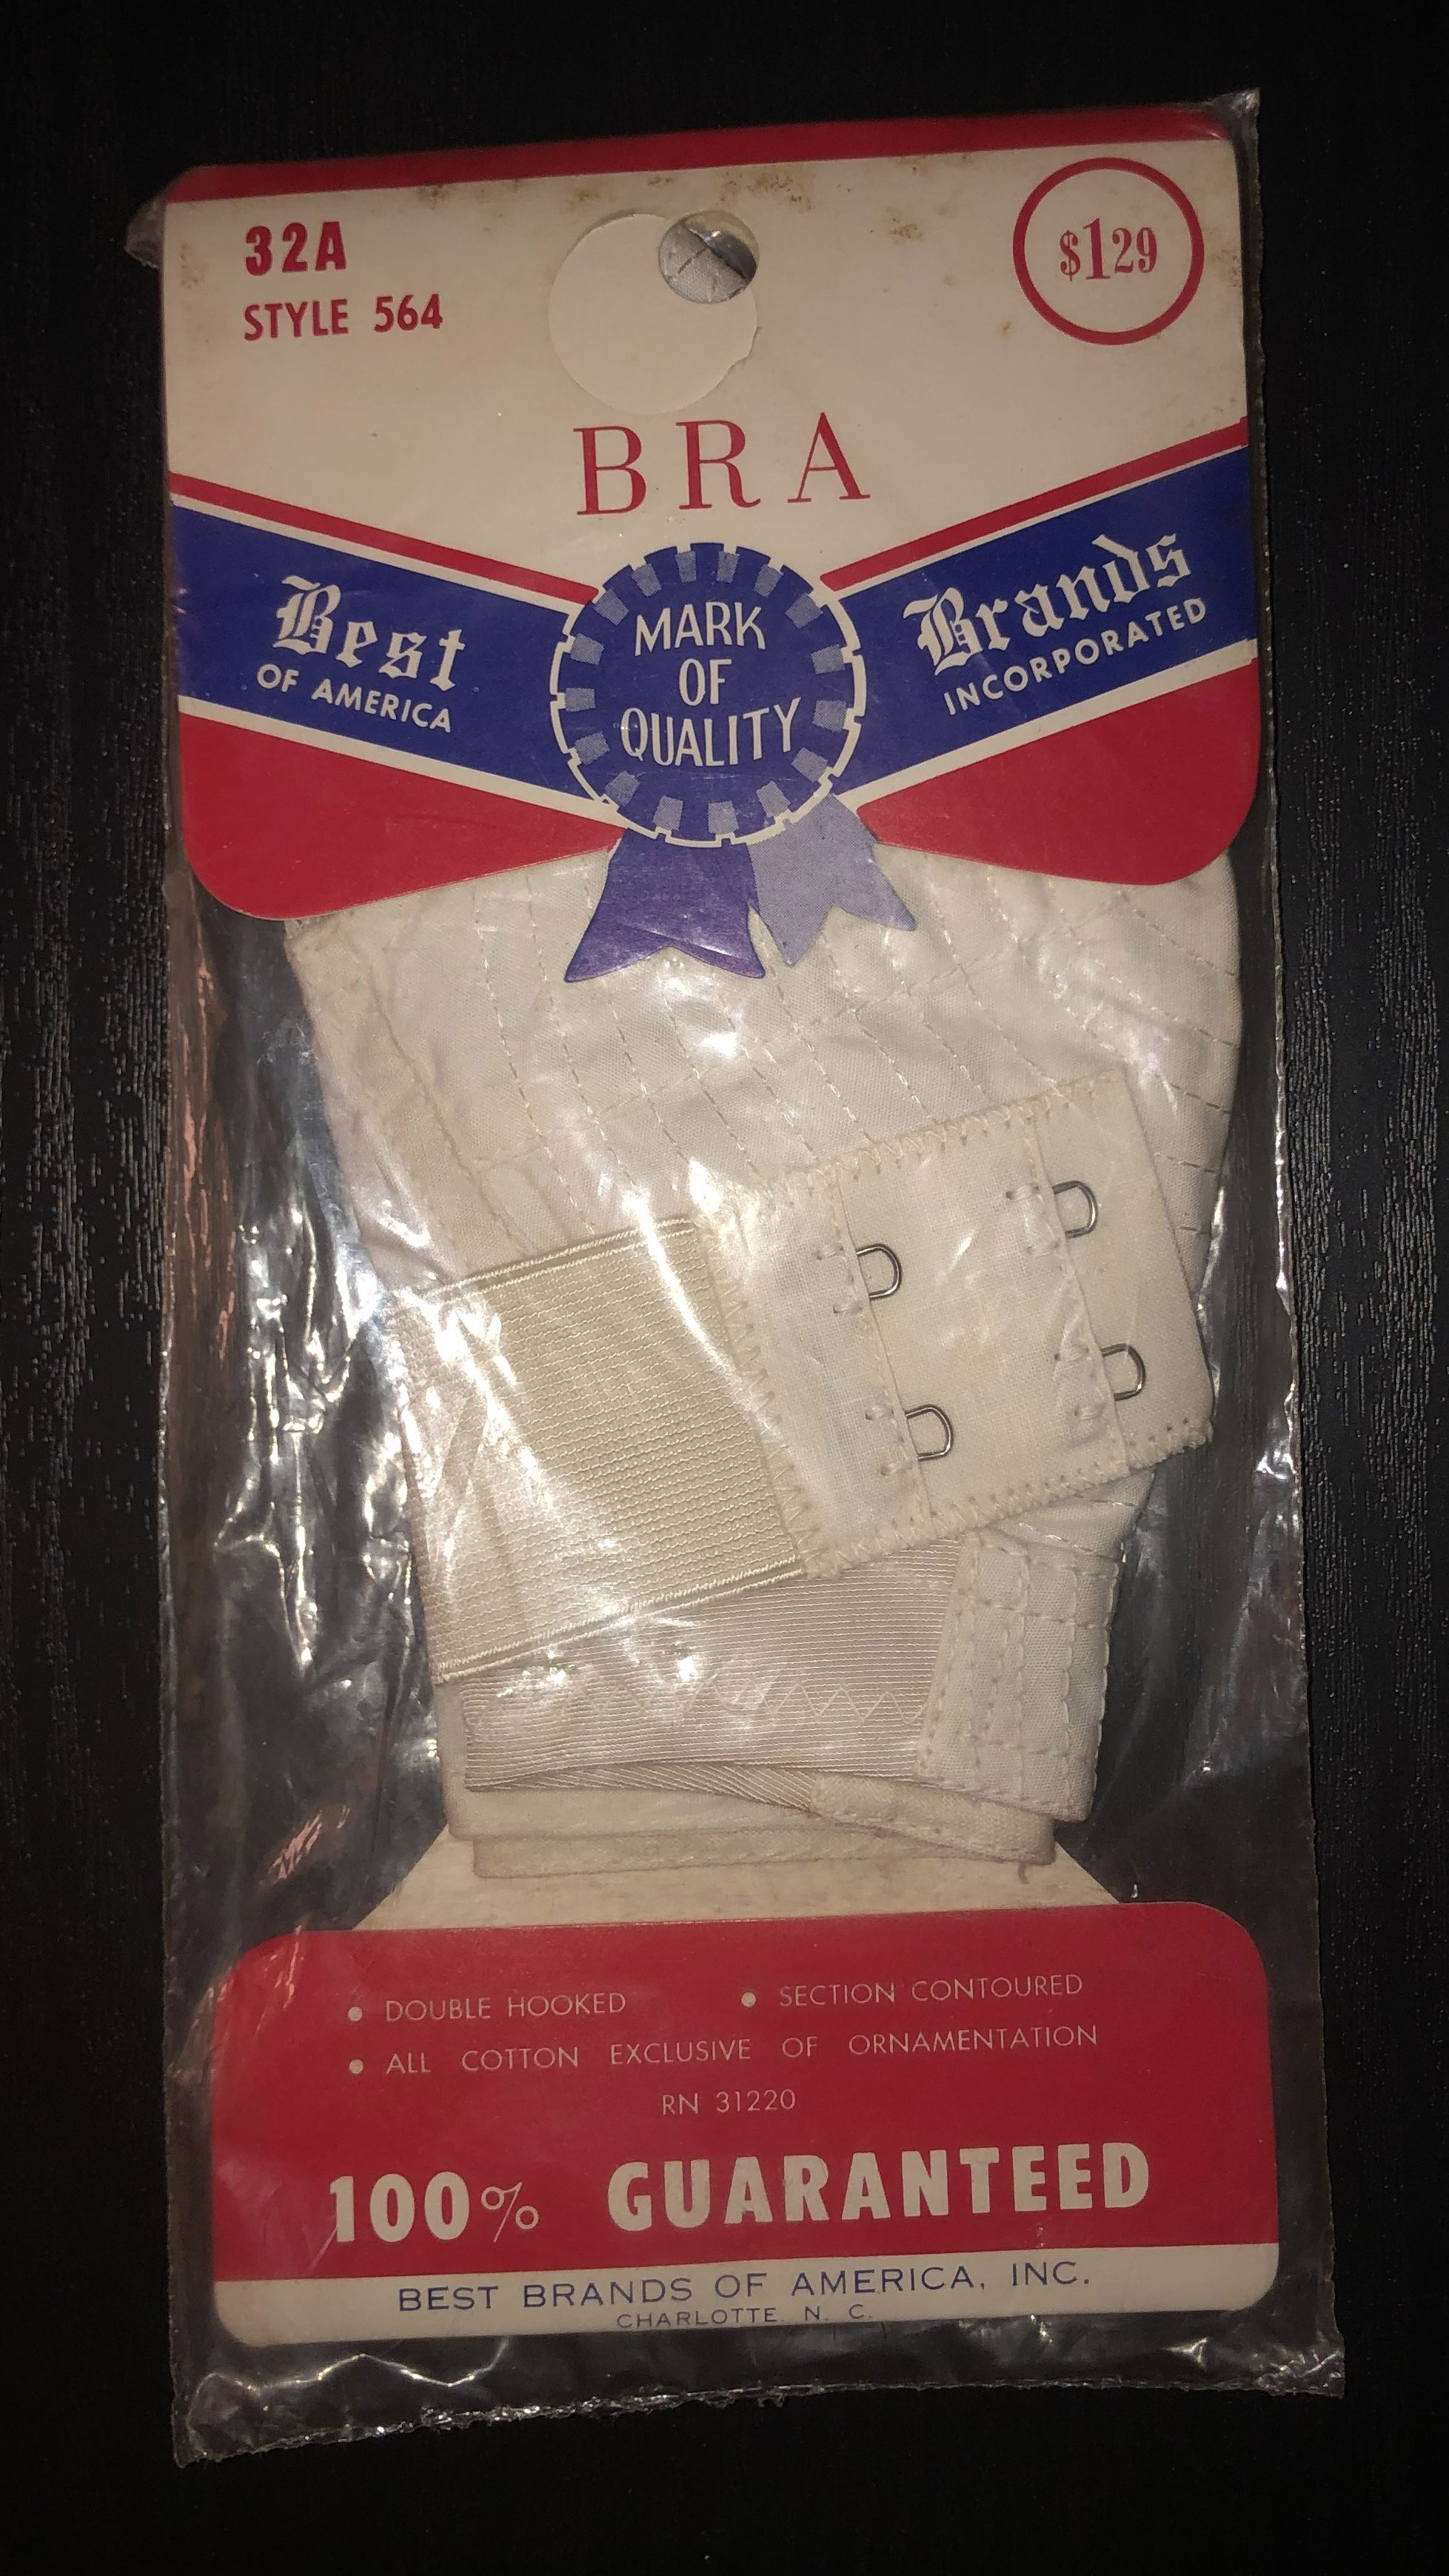 32A
$1.29
STYLE 564
BRA
Best
OF AMERICA
MARK
OF
QUALITY
Brands
INCORPORATED
• DOUBLE HOOKED • SECTION CONTOURED
• ALL COTTON EXCLUSIVE OF ORNAMENTATION
RN 31220
100% GUARANTEED
BEST BRANDS OF AMERICA, INC.
CHARLOTTE N. C.